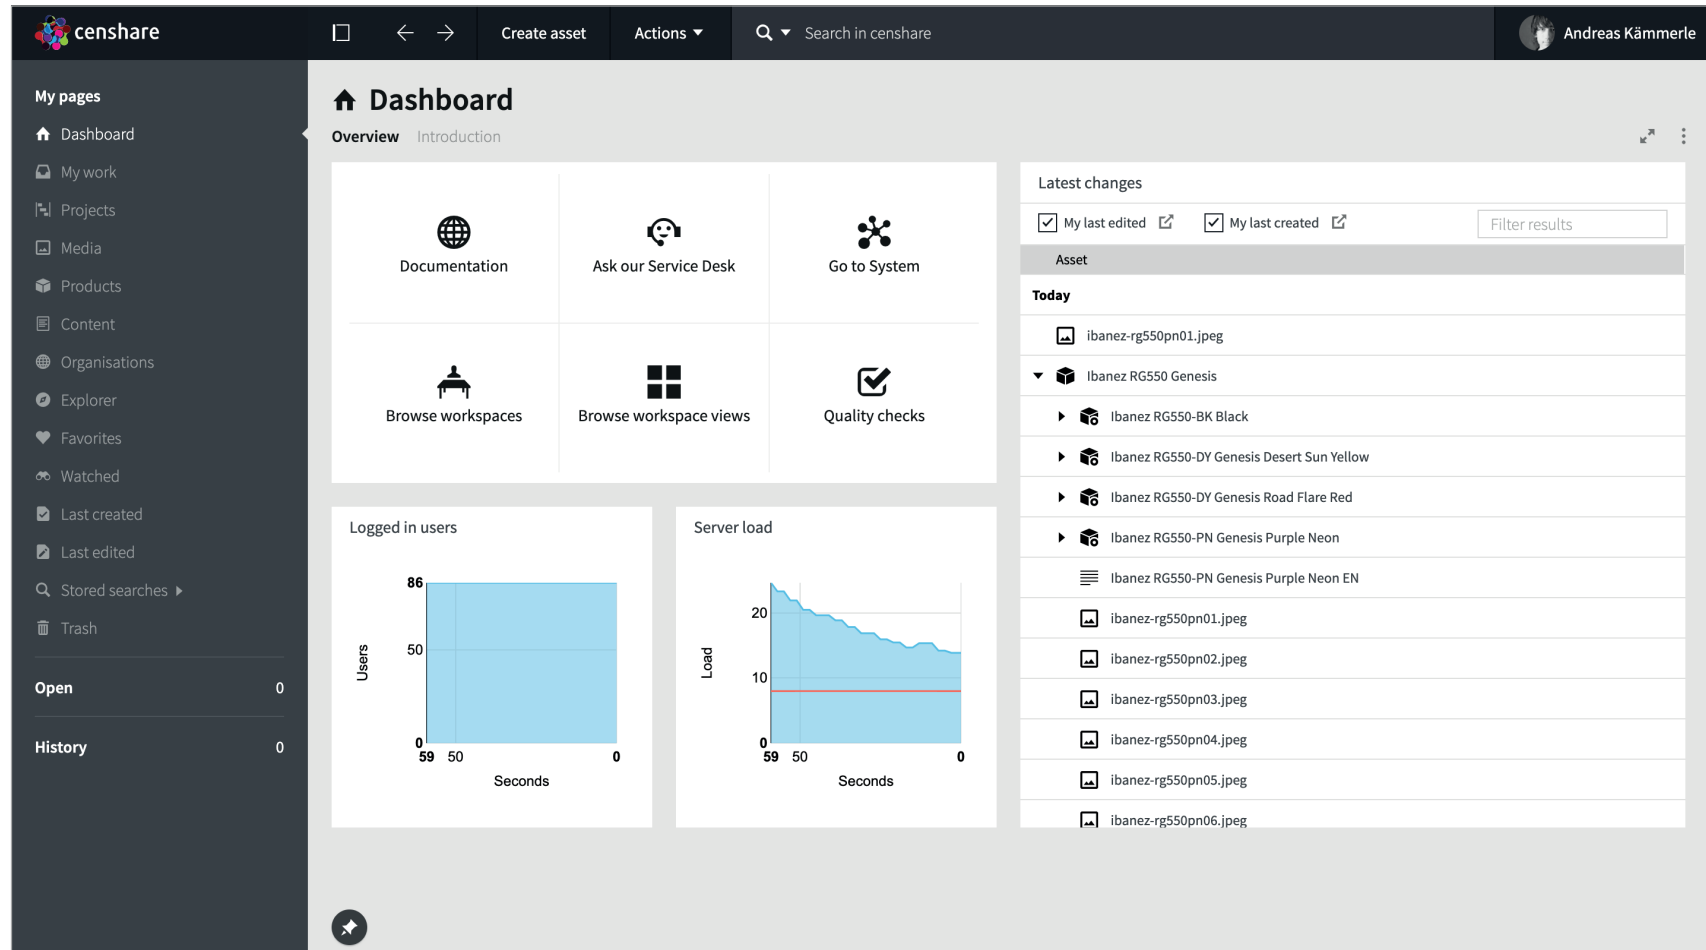 censhare
Create asset
Actions
Search in censhare
Andreas Kämmerle
My pages
Dashboard
My work
Projects
Media
Products
Content
Organisations
Explorer
Favorites
Watched
Last created
Last edited
Stored searches
Trash
Open 0
History 0
Dashboard
Overview Introduction
Documentation
Ask our Service Desk
Go to System
Browse workspaces
Browse workspace views
Quality checks
Logged in users
86
50
0
Users
59 50 0
Seconds
Server load
20
10
0
Load
59 50 0
Seconds
Latest changes
My last edited My last created Filter results
Asset
Today
ibanez-rg550pn01.jpeg
Ibanez RG550 Genesis
Ibanez RG550-BK Black
Ibanez RG550-DY Genesis Desert Sun Yellow
Ibanez RG550-DY Genesis Road Flare Red
Ibanez RG550-PN Genesis Purple Neon
Ibanez RG550-PN Genesis Purple Neon EN
ibanez-rg550pn01.jpeg
ibanez-rg550pn02.jpeg
ibanez-rg550pn03.jpeg
ibanez-rg550pn04.jpeg
ibanez-rg550pn05.jpeg
ibanez-rg550pn06.jpeg